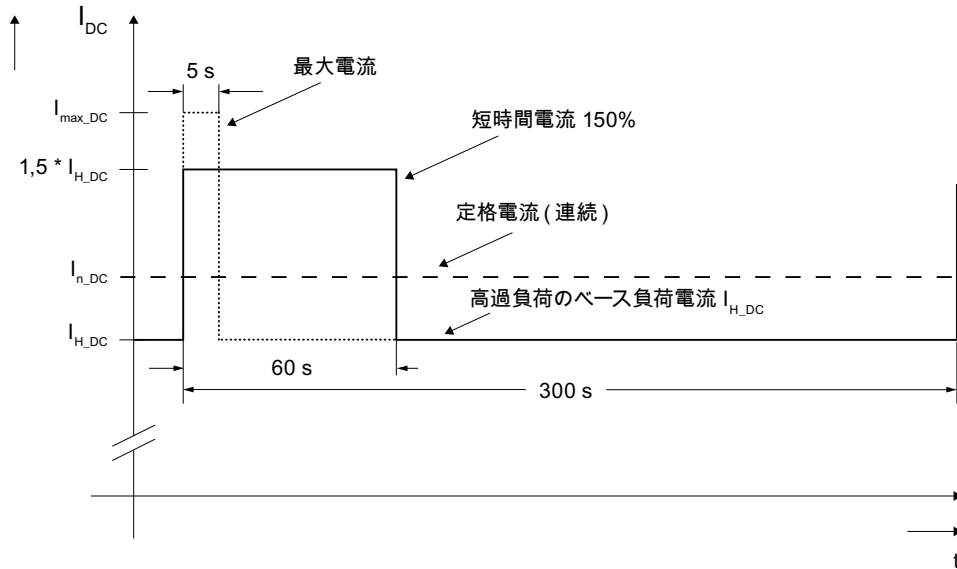 I_DC
5 s
最大電流
I_max_DC
短時間電流 150%
1,5 * I_H_DC
定格電流 ( 連続 )
I_n_DC
高過負荷のベース負荷電流 I_H_DC
I_H_DC
60 s
300 s
t